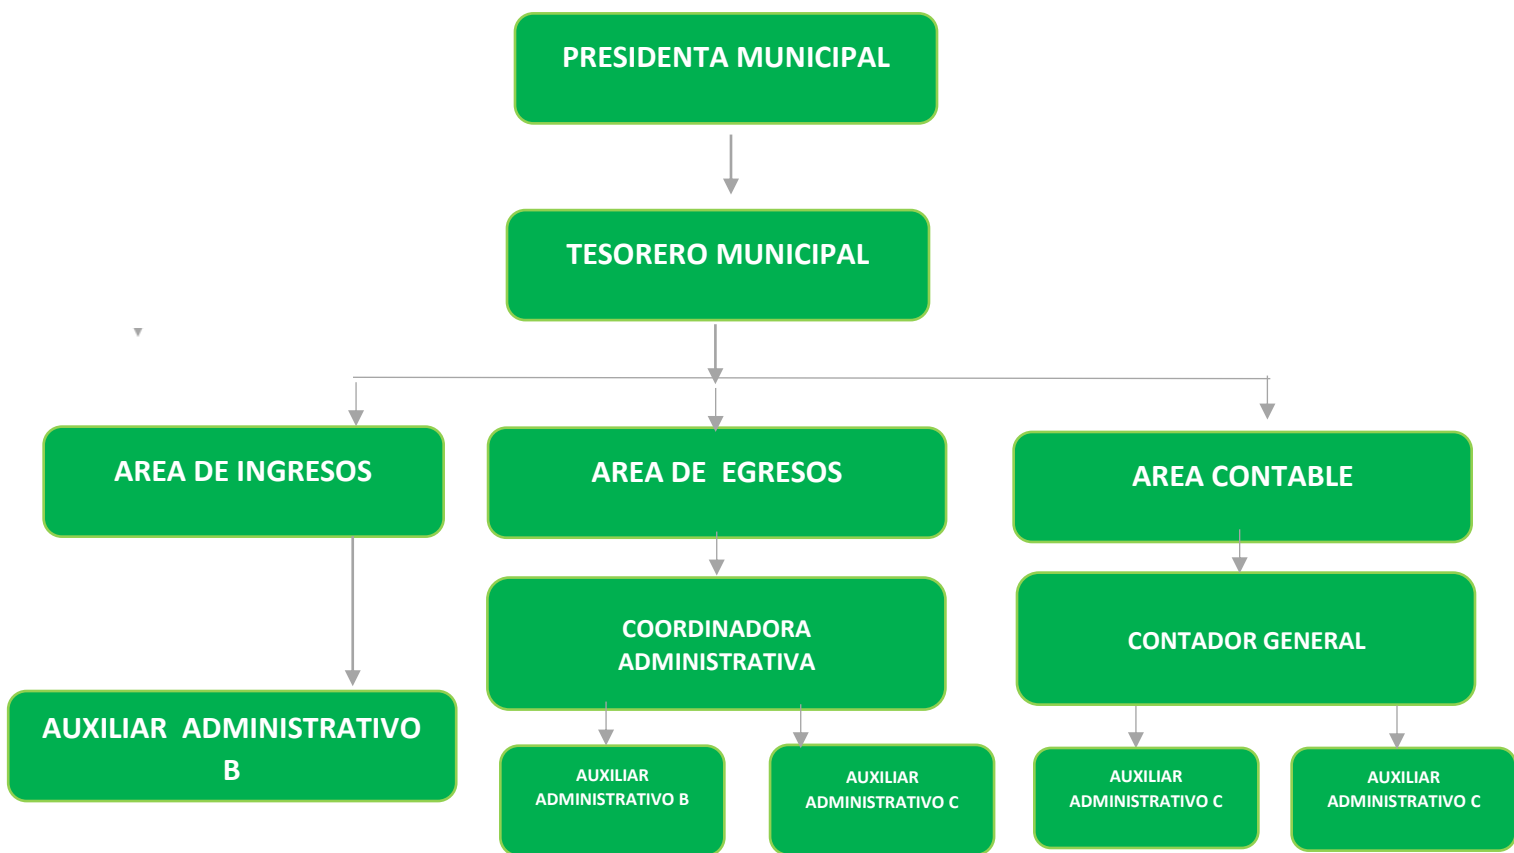 PRESIDENTA MUNICIPAL
TESORERO MUNICIPAL
AREA DE INGRESOS
AREA DE  EGRESOS
AREA CONTABLE
COORDINADORA
ADMINISTRATIVA
CONTADOR GENERAL
AUXILIAR  ADMINISTRATIVO
B
AUXILIAR
ADMINISTRATIVO B
AUXILIAR
ADMINISTRATIVO C
AUXILIAR
ADMINISTRATIVO C
AUXILIAR
ADMINISTRATIVO C